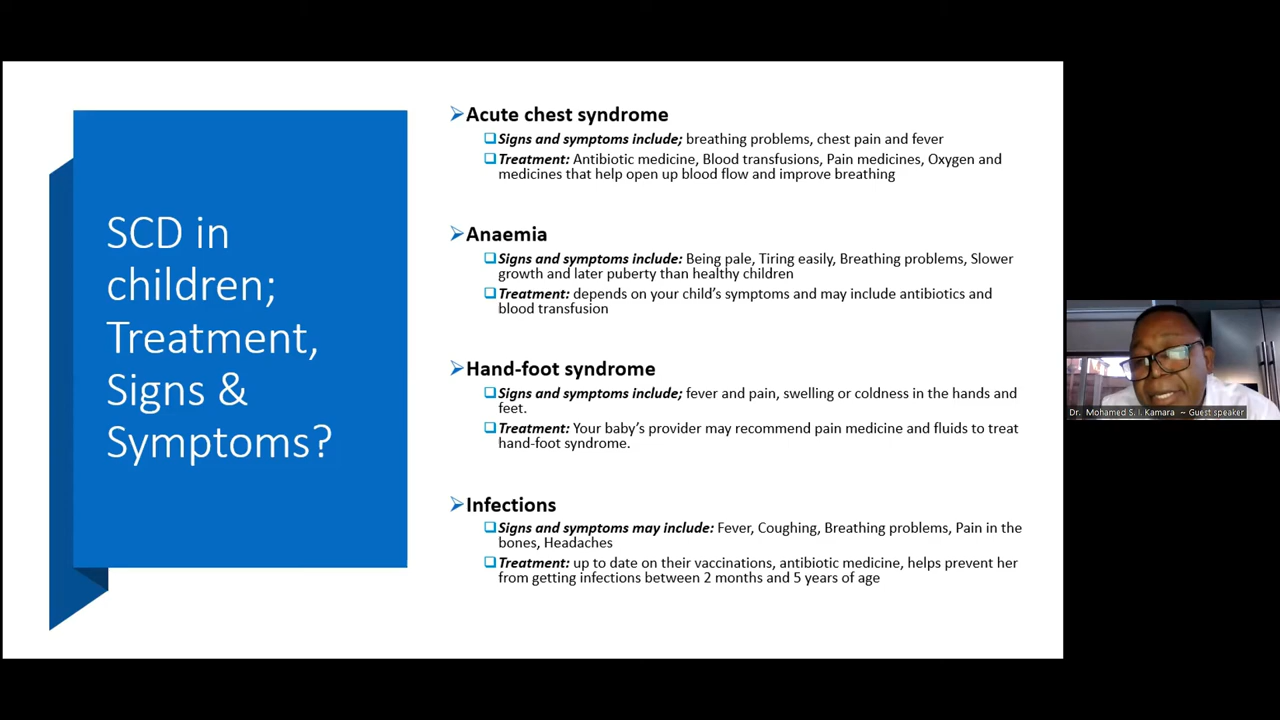 SCD in
children;
Treatment,
Signs &
Symptoms?
Acute chest syndrome
Signs and symptoms include; breathing problems, chest pain and fever
Treatment: Antibiotic medicine, Blood transfusions, Pain medicines, Oxygen and
medicines that help open up blood flow and improve breathing
Anaemia
Signs and symptoms include: Being pale, Tiring easily, Breathing problems, Slower
growth and later puberty than healthy children
Treatment: depends on your child's symptoms and may include antibiotics and
blood transfusion
Hand-foot syndrome
Signs and symptoms include; fever and pain, swelling or coldness in the hands and
feet.
Treatment: Your baby's provider may recommend pain medicine and fluids to treat
hand-foot syndrome.
Infections
Signs and symptoms may include: Fever, Coughing, Breathing problems, Pain in the
bones, Headaches
Treatment: up to date on their vaccinations, antibiotic medicine, helps prevent her
from getting infections between 2 months and 5 years of age
Dr. Mohamed S. I. Kamara ~ Guest speaker